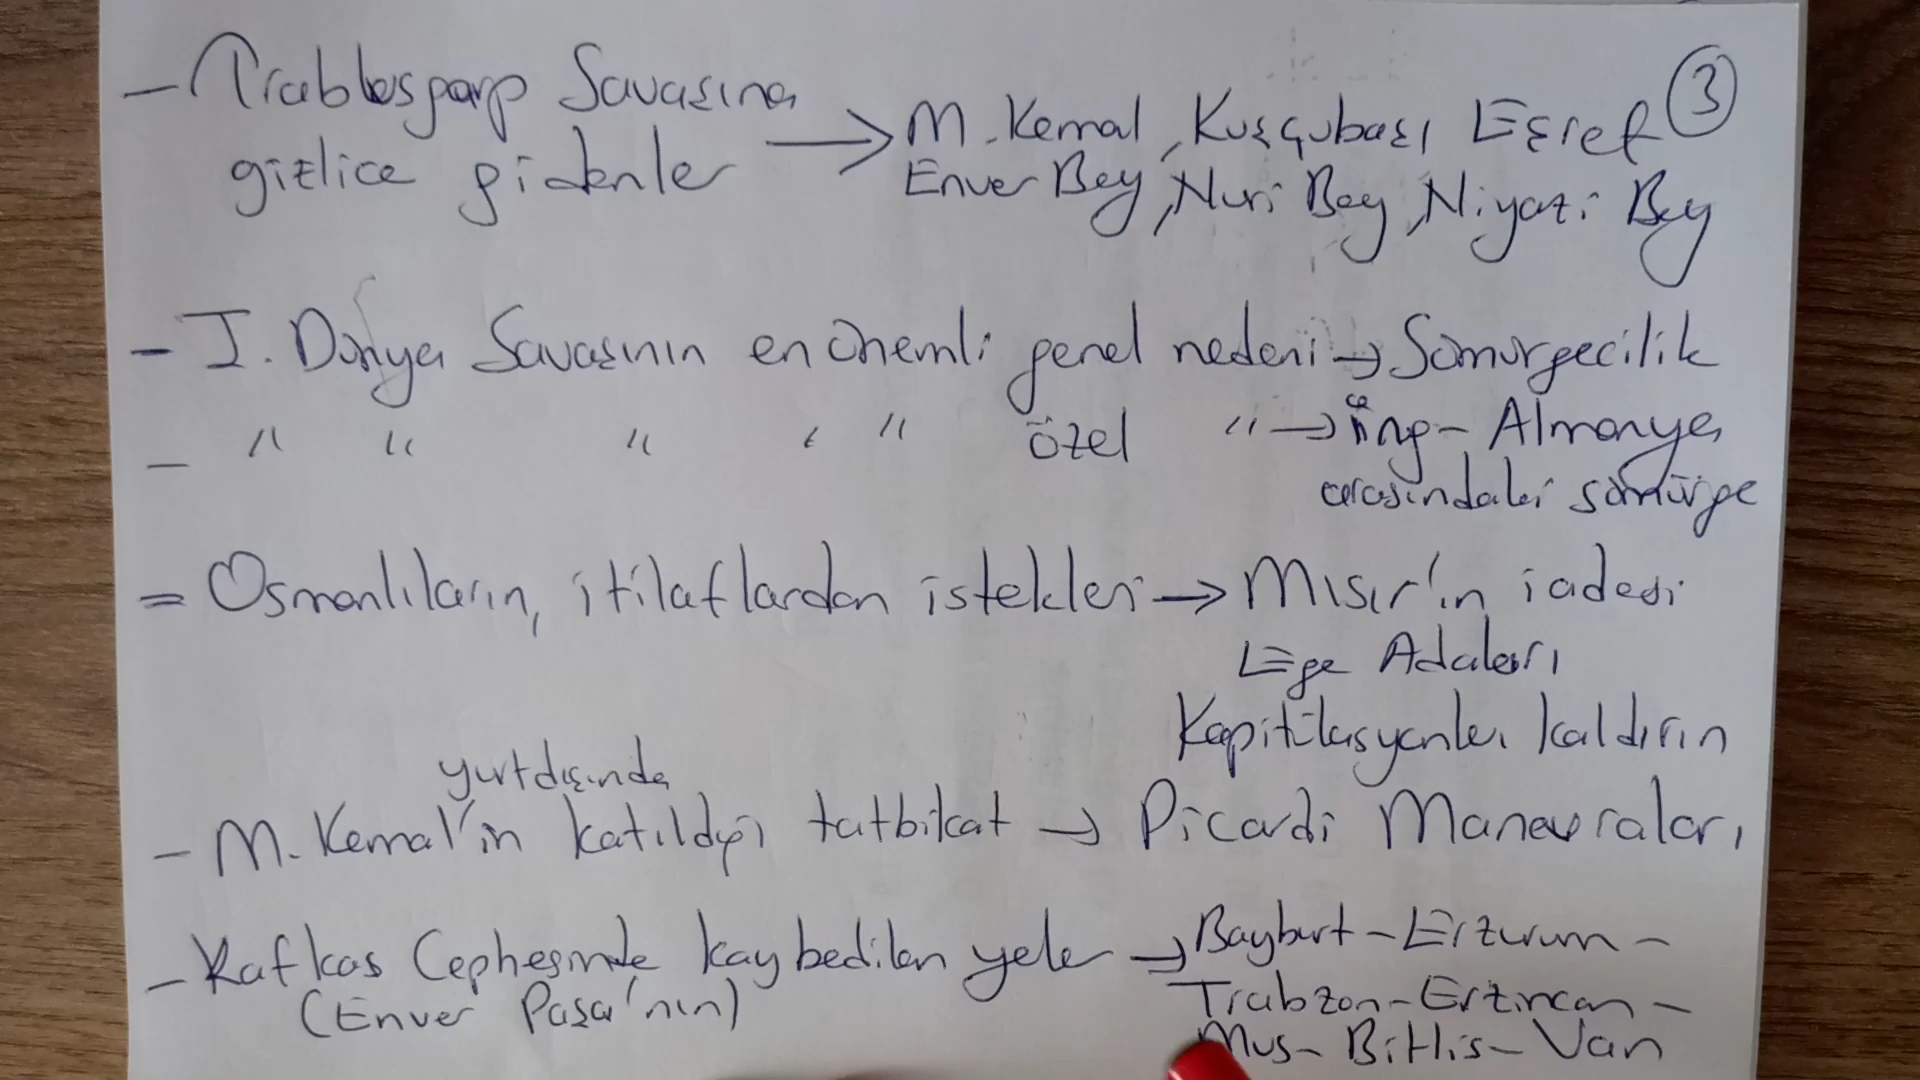 - Trablusgarp Savaşına gizlice gidenler → M. Kemal, Kuşçubaşı Eşref ③
Enver Bey, Nuri Bey, Niyazi Bey
- I. Dünya Savaşının en önemli genel nedeni → Sömürgecilik
- " " " " " özel " → İng - Almanya
arasındaki sömürge
= Osmanlıların, itilaflardan istekleri → Mısır'ın iadesi
Ege Adaları
Kapitilasyonları kaldırın
yurtdışında
- M. Kemal'in katıldığı tatbikat → Picardi Manevraları
- Kafkas Cephesinde kaybedilen yerler → Bayburt - Erzurum -
(Enver Paşa'nın) Trabzon - Erzincan -
Muş - Bitlis - Van